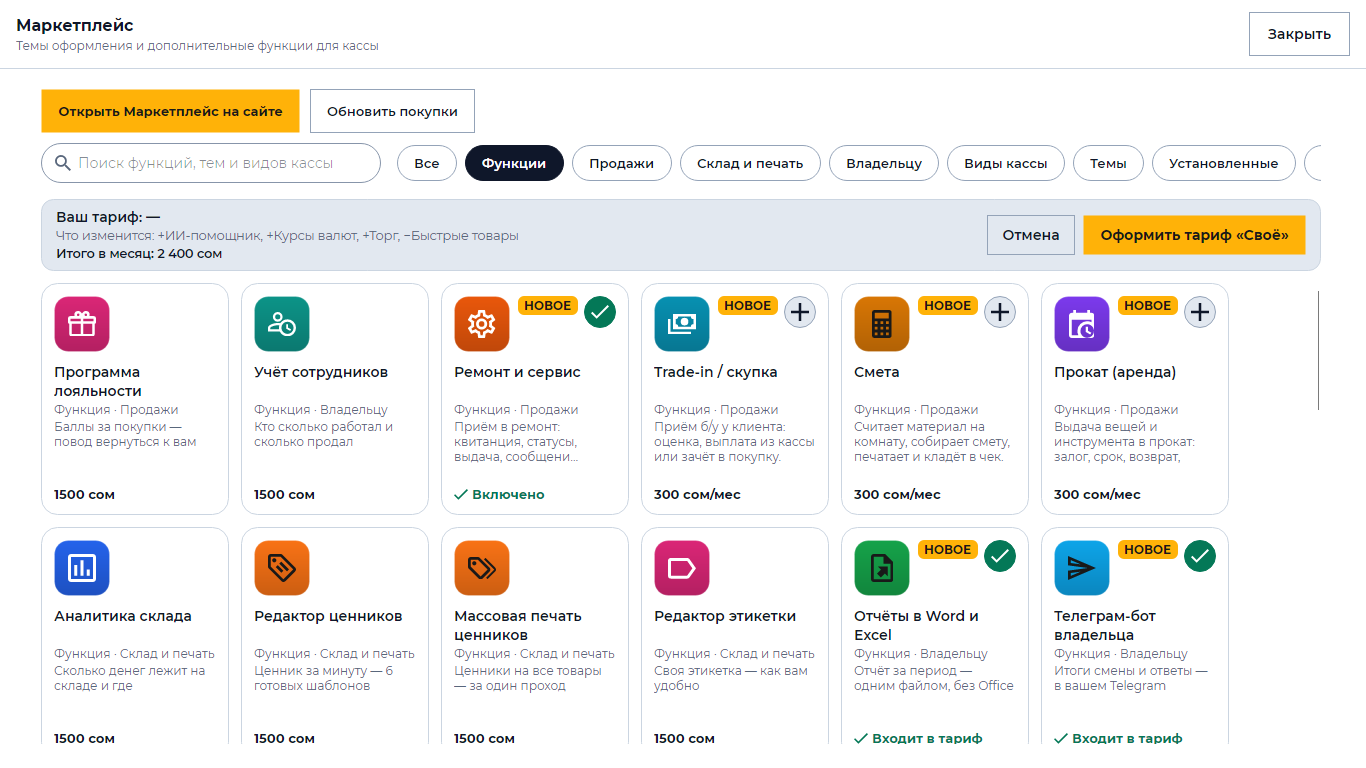 Маркетплейс
Темы оформления и дополнительные функции для кассы
Закрыть
Открыть Маркетплейс на сайте
Обновить покупки
Поиск функций, тем и видов кассы
Все
Функции
Продажи
Склад и печать
Владельцу
Виды кассы
Темы
Установленные
Ваш тариф: —
Что изменится: +ИИ-помощник, +Курсы валют, +Торг, −Быстрые товары
Итого в месяц: 2 400 сом
Отмена
Оформить тариф «Своё»
Программа
лояльности
Функция · Продажи
Баллы за покупки —
повод вернуться к вам
1500 сом
Учёт сотрудников
Функция · Владельцу
Кто сколько работал и
сколько продал
1500 сом
НОВОЕ
Ремонт и сервис
Функция · Продажи
Приём в ремонт:
квитанция, статусы,
выдача, сообщени...
Включено
НОВОЕ
Trade-in / скупка
Функция · Продажи
Приём б/у у клиента:
оценка, выплата из кассы
или зачёт в покупку.
300 сом/мес
НОВОЕ
Смета
Функция · Продажи
Считает материал на
комнату, собирает смету,
печатает и кладёт в чек.
300 сом/мес
НОВОЕ
Прокат (аренда)
Функция · Продажи
Выдача вещей и
инструмента в прокат:
залог, срок, возврат,
300 сом/мес
Аналитика склада
Функция · Склад и печать
Сколько денег лежит на
складе и где
1500 сом
Редактор ценников
Функция · Склад и печать
Ценник за минуту — 6
готовых шаблонов
1500 сом
Массовая печать
ценников
Функция · Склад и печать
Ценники на все товары
— за один проход
1500 сом
Редактор этикетки
Функция · Склад и печать
Своя этикетка — как вам
удобно
1500 сом
НОВОЕ
Отчёты в Word и
Excel
Функция · Владельцу
Отчёт за период —
одним файлом, без Office
Входит в тариф
НОВОЕ
Телеграм-бот
владельца
Функция · Владельцу
Итоги смены и ответы —
в вашем Telegram
Входит в тариф